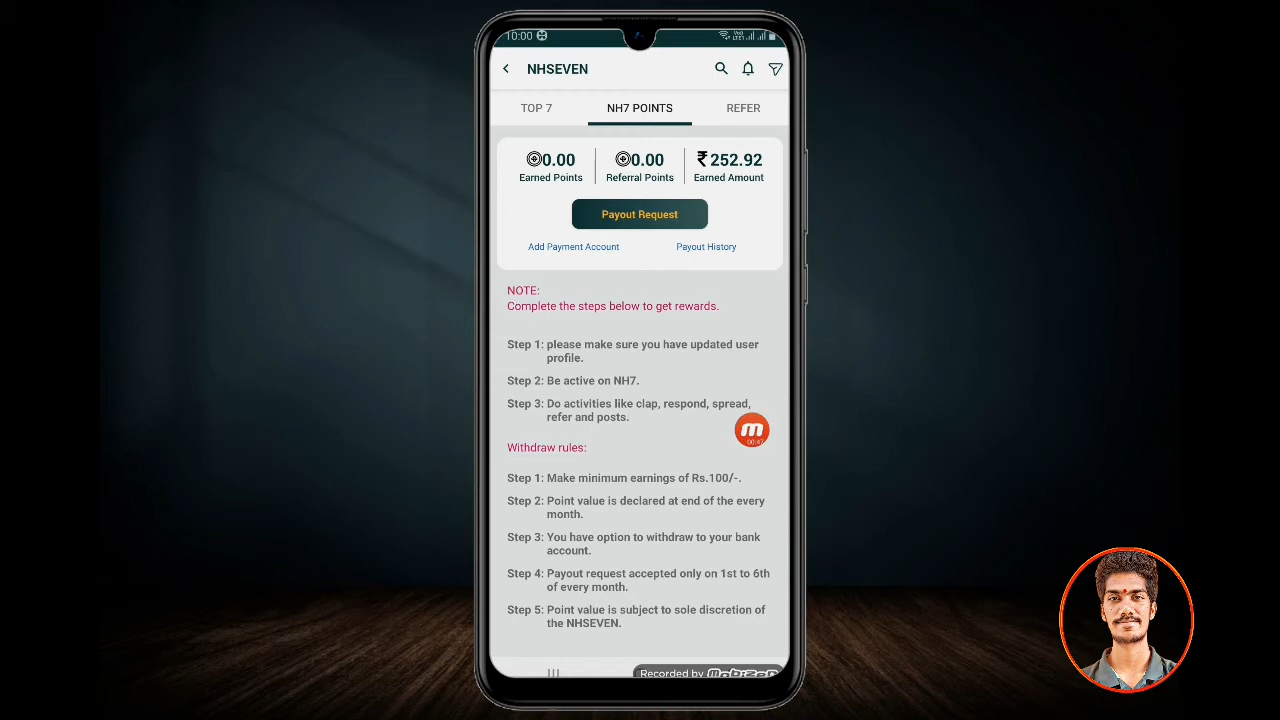 10:00
NHSEVEN
TOP 7 NH7 POINTS REFER
0.00 0.00 ₹ 252.92
Earned Points Referral Points Earned Amount
Payout Request
Add Payment Account Payout History
NOTE:
Complete the steps below to get rewards.
Step 1: please make sure you have updated user
profile.
Step 2: Be active on NH7.
Step 3: Do activities like clap, respond, spread,
refer and posts.
00:47
Withdraw rules:
Step 1: Make minimum earnings of Rs.100/-.
Step 2: Point value is declared at end of the every
month.
Step 3: You have option to withdraw to your bank
account.
Step 4: Payout request accepted only on 1st to 6th
of every month.
Step 5: Point value is subject to sole discretion of
the NHSEVEN.
Recorded by